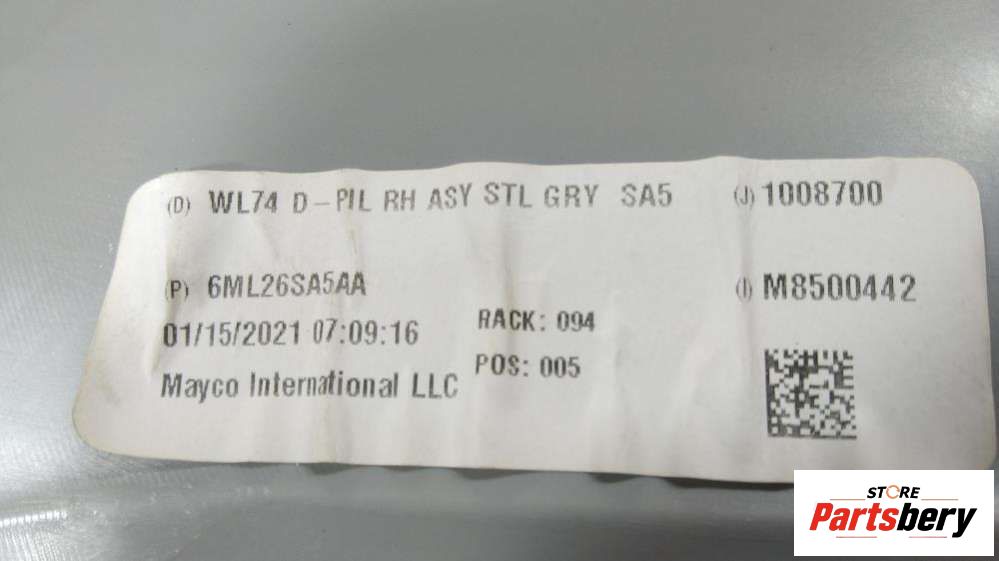 (D) WL74 D-PIL RH ASY STL GRY SA5 (J) 1008700
(P) 6ML26SA5AA (I) M8500442
01/15/2021 07:09:16 RACK: 094
Mayco International LLC POS: 005
STORE
Partsbery